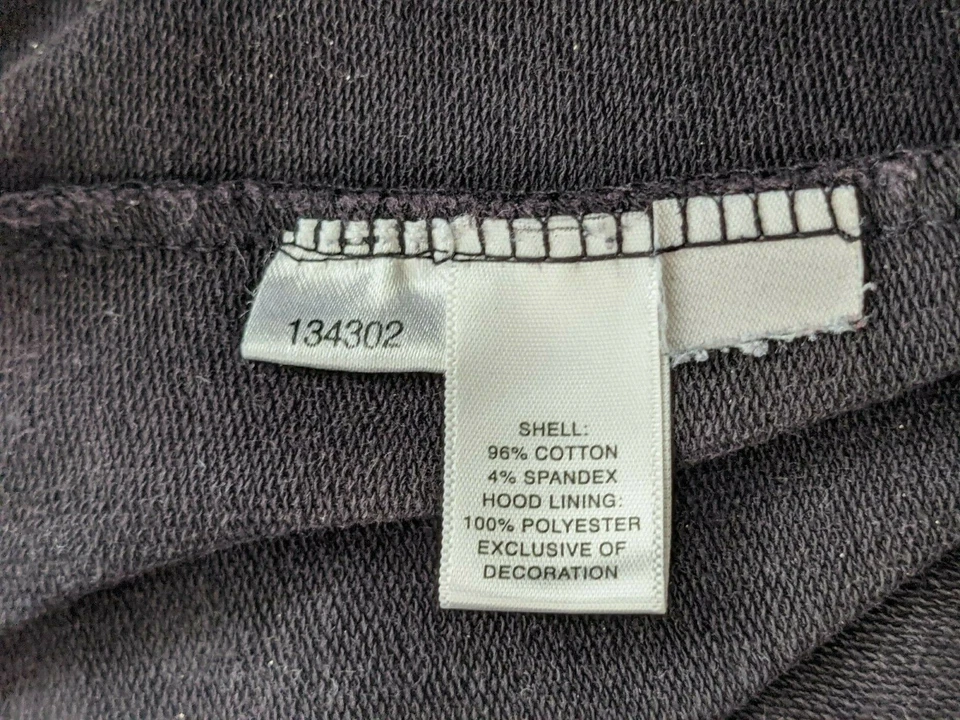 134302
SHELL:
96% COTTON
4% SPANDEX
HOOD LINING:
100% POLYESTER
EXCLUSIVE OF
DECORATION